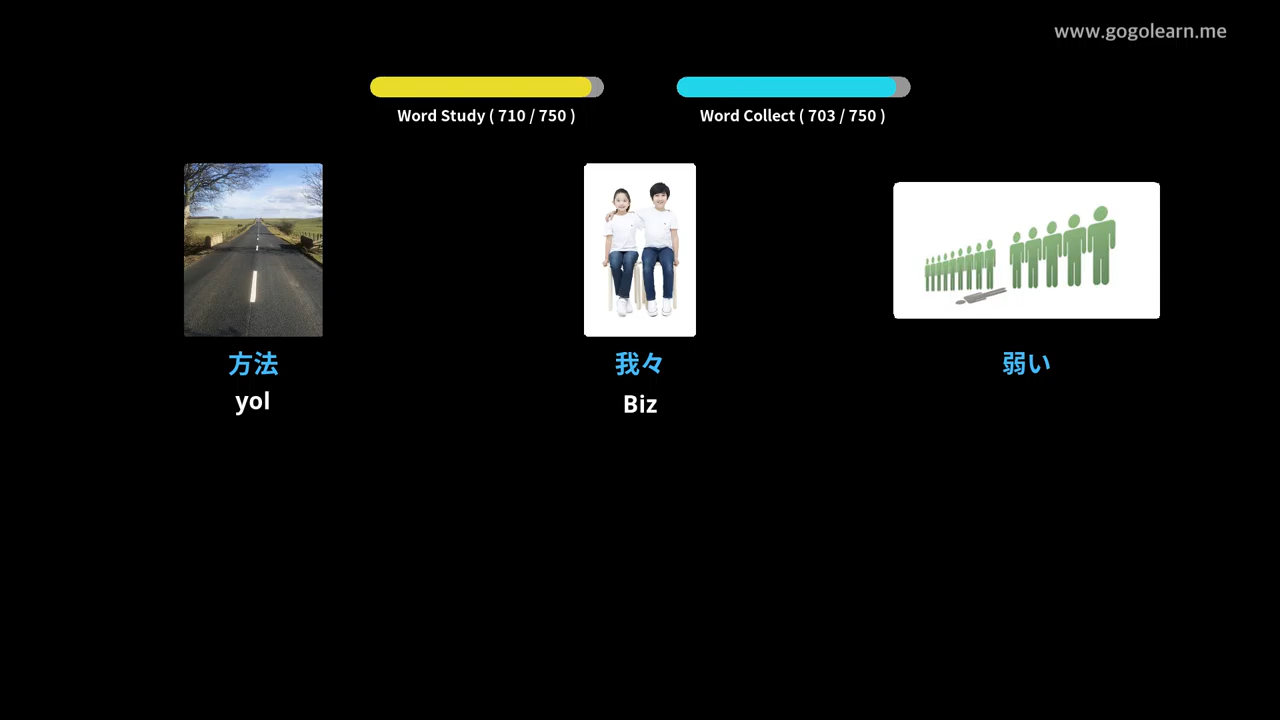 www.gogolearn.me
Word Study ( 710 / 750 )
Word Collect ( 703 / 750 )
方法
yol
我々
Biz
弱い